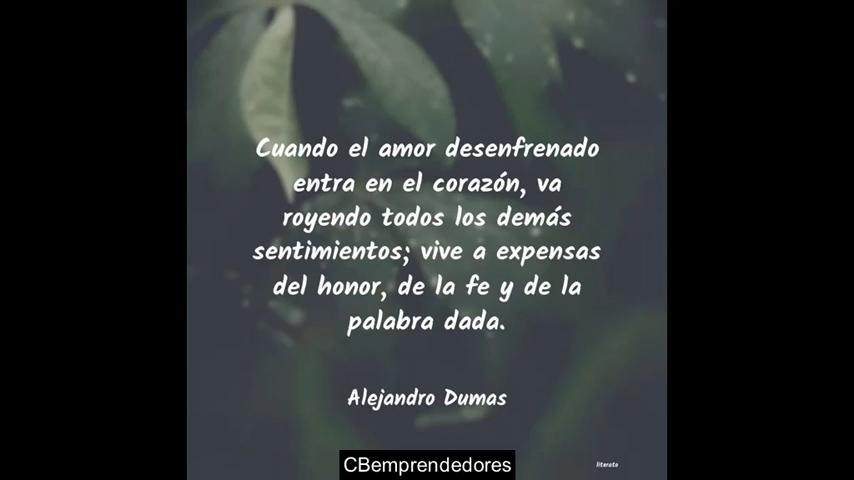 Cuando el amor desenfrenado
entra en el corazón, va
royendo todos los demás
sentimientos; vive a expensas
del honor, de la fe y de la
palabra dada.
Alejandro Dumas
CBemprendedores
literato